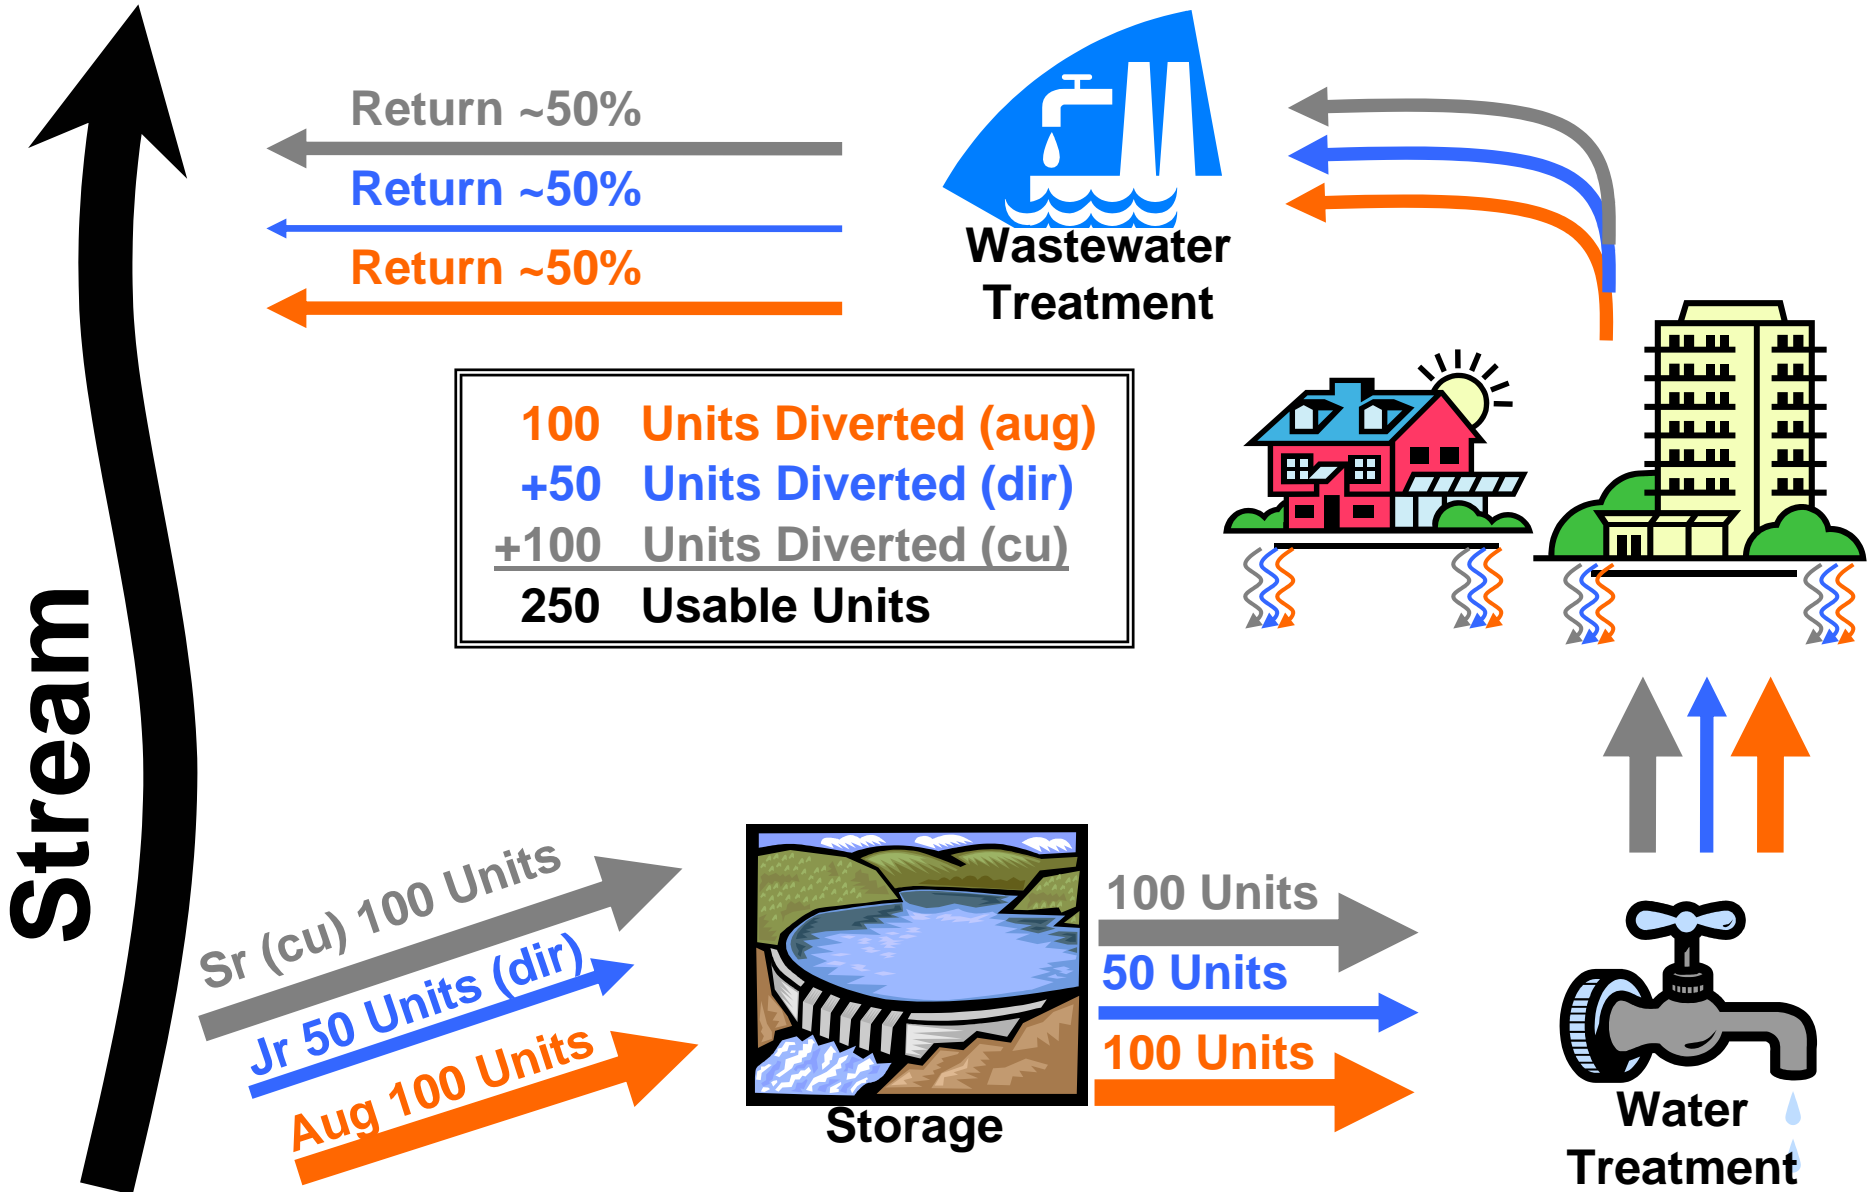 Return ~50%
Return ~50%
Return ~50%
Wastewater
Treatment
100 Units Diverted (aug)
+50 Units Diverted (dir)
+100 Units Diverted (cu)
250 Usable Units
Stream
Sr (cu) 100 Units
Jr 50 Units (dir)
Aug 100 Units
Storage
100 Units
50 Units
100 Units
Water
Treatment